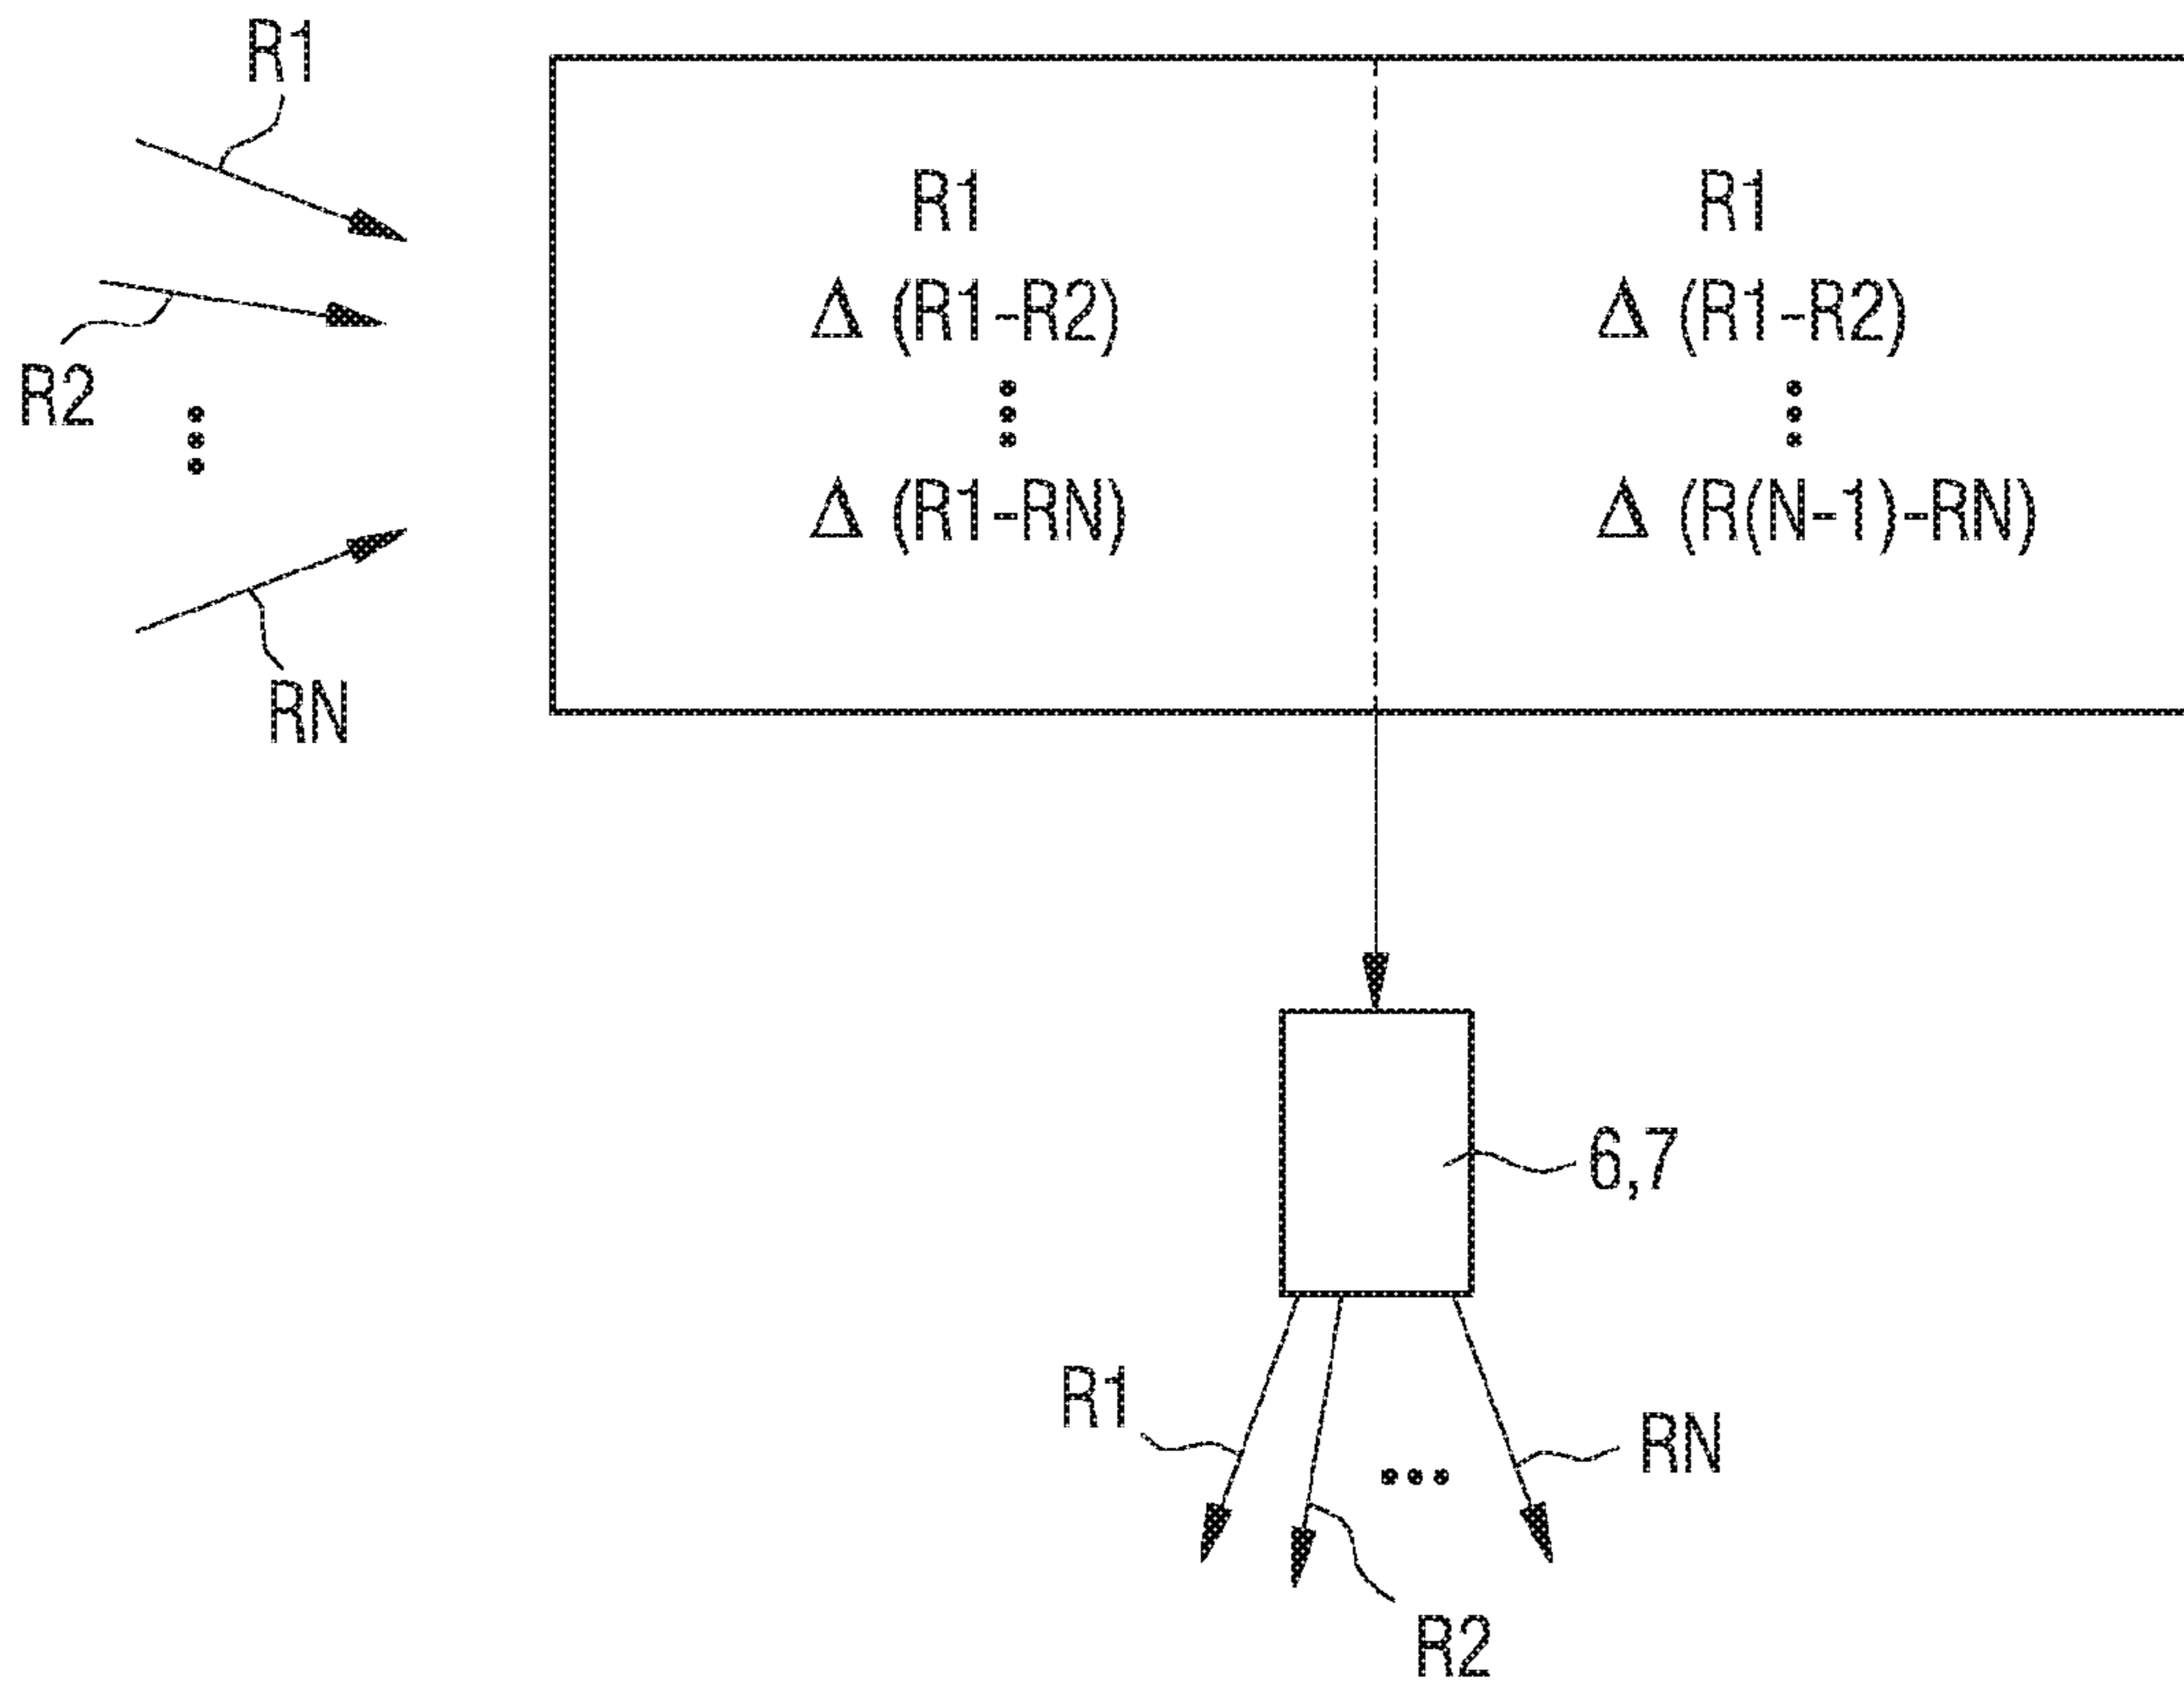 R1
R2
RN
R1
Δ (R1-R2)
Δ (R1-RN)
R1
Δ (R1-R2)
Δ (R(N-1)-RN)
6,7
R1
RN
R2